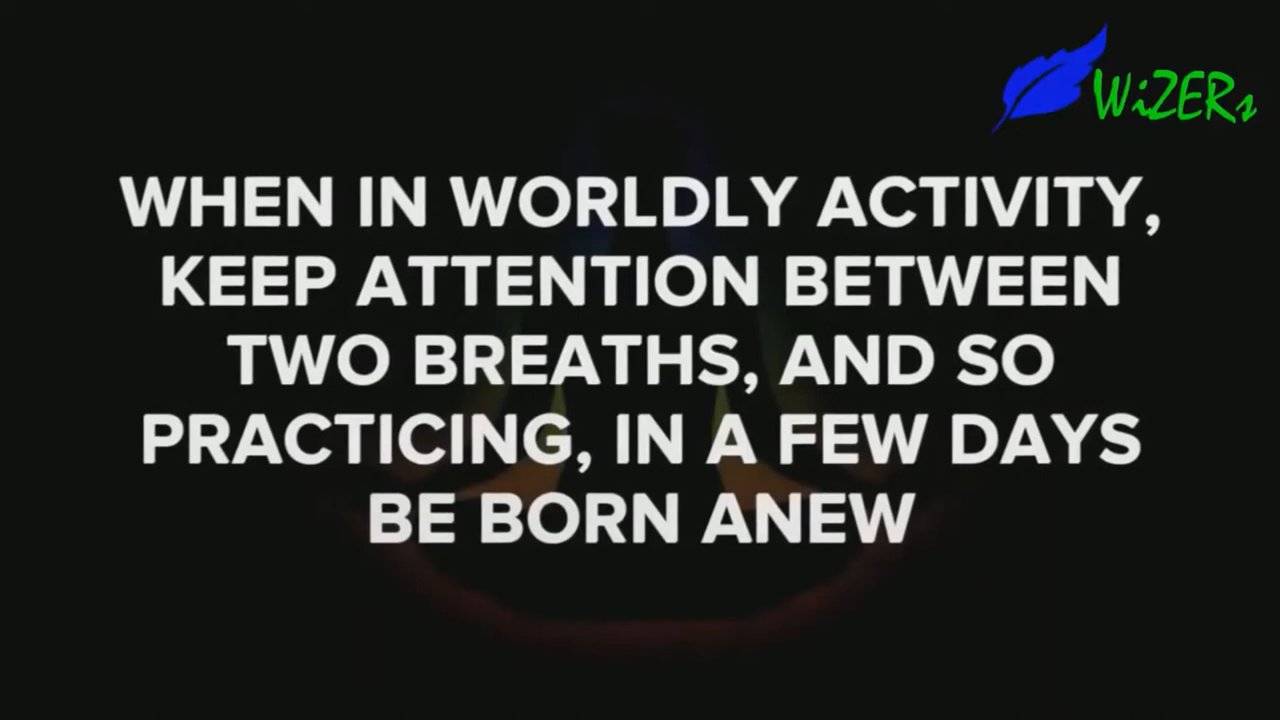 WiZERs
WHEN IN WORLDLY ACTIVITY,
KEEP ATTENTION BETWEEN
TWO BREATHS, AND SO
PRACTICING, IN A FEW DAYS
BE BORN ANEW